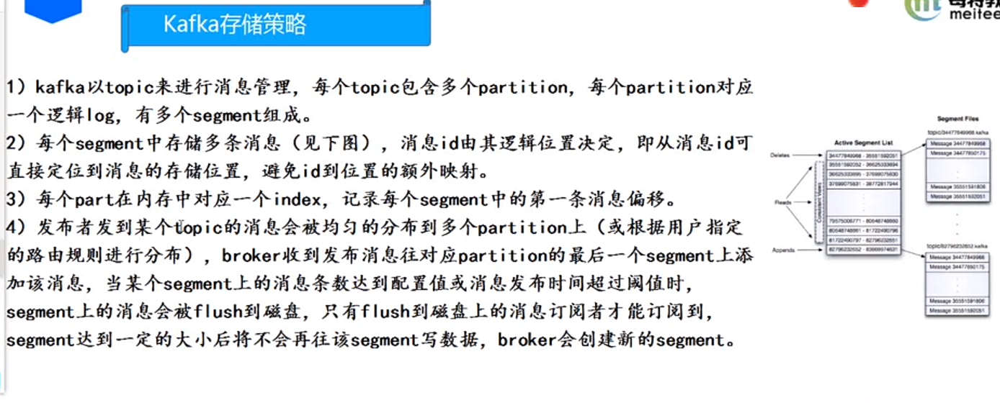 Kafka存储策略
meitee
1）kafka以topic来进行消息管理，每个topic包含多个partition，每个partition对应
一个逻辑log，有多个segment组成。
2）每个segment中存储多条消息（见下图），消息id由其逻辑位置决定，即从消息id可
直接定位到消息的存储位置，避免id到位置的额外映射。
3）每个part在内存中对应一个index，记录每个segment中的第一条消息偏移。
4）发布者发到某个topic的消息会被均匀的分布到多个partition上（或根据用户指定
的路由规则进行分布），broker收到发布消息往对应partition的最后一个segment上添
加该消息，当某个segment上的消息条数达到配置值或消息发布时间超过阈值时，
segment上的消息会被flush到磁盘，只有flush到磁盘上的消息订阅者才能订阅到，
segment达到一定的大小后将不会再往该segment写数据，broker会创建新的segment。
Active Segment List
Deletes
34477849968 - 35551592051
35551592052 - 36625333894
36625333895 - 37699075830
37699075831 - 38772817944
Reads
79575006771 - 80648748860
80648748861 - 81722490796
81722490797 - 82796232651
Appends
82796232652 - 83869974631
Segment Files
topic/34477849968.kafka
Message 34477849968
Message 34477850175
Message 35551591806
Message 35551592051
topic/82796232652.kafka
Message 34477849968
Message 34477850175
Message 35551591806
Message 35551592051